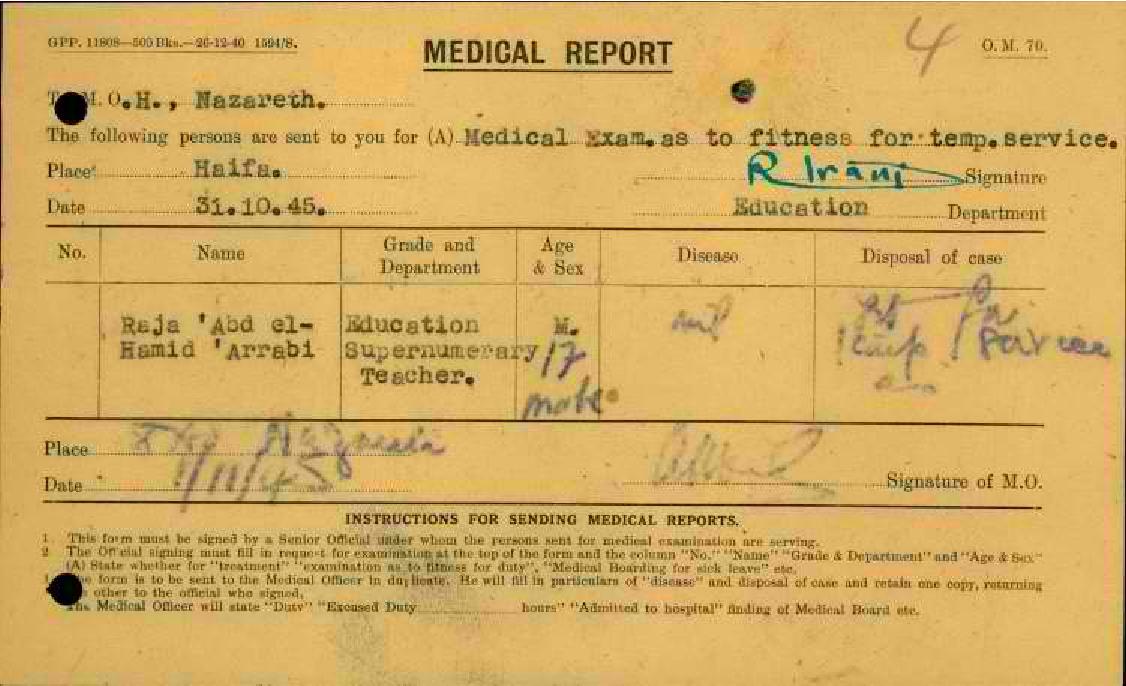 GPP. 11808—500 Bks.—26-12-40 1594/S.
4
O. M. 70.
MEDICAL REPORT
M. O.H., Nazareth.
The following persons are sent to you for (A) Medical Exam.as to fitness for temp.service.
Place Haifa. R Irani Signature
Date 31.10.45. Education Department
No. Name Grade and Department Age & Sex Disease Disposal of case
Raja 'Abd el- Education M. nil fit for
Hamid 'Arrabi Supernumerary 17 Service
Teacher.
male
Place Nazareth
Date 1/11/45 Signature of M.O.
INSTRUCTIONS FOR SENDING MEDICAL REPORTS.
1. This form must be signed by a Senior Official under whom the persons sent for medical examination are serving.
2 The Official signing must fill in request for examination at the top of the form and the column "No." "Name" "Grade & Department" and "Age & Sex"
(A) State whether for "treatment" "examination as to fitness for duty", "Medical Boarding for sick leave" etc.
form is to be sent to the Medical Officer in duplicate. He will fill in particulars of "disease" and disposal of case and retain one copy, returning
other to the official who signed.
The Medical Officer will state "Duty" "Excused Duty hours" "Admitted to hospital" finding of Medical Board etc.